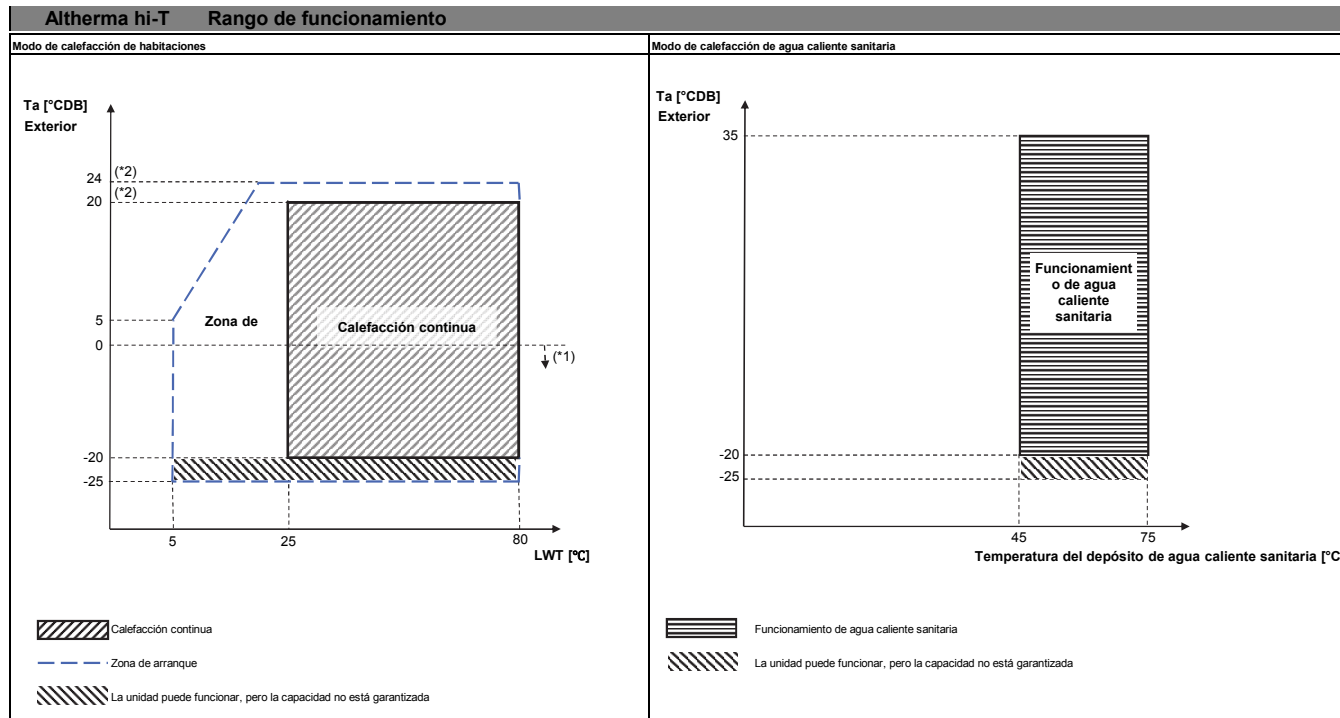 Altherma hi-T Rango de funcionamiento
Modo de calefacción de habitaciones
Ta [°CDB]
Exterior
24
(*2)
(*2)
20
5
0
Zona de
Calefacción continua
(*1)
-20
-25
5
25
80
LWT [℃]
Calefacción continua
Zona de arranque
La unidad puede funcionar, pero la capacidad no está garantizada
Modo de calefacción de agua caliente sanitaria
Ta [°CDB]
Exterior
35
Funcionamient
o de agua
caliente
sanitaria
-20
-25
45
75
Temperatura del depósito de agua caliente sanitaria [°C
Funcionamiento de agua caliente sanitaria
La unidad puede funcionar, pero la capacidad no está garantizada